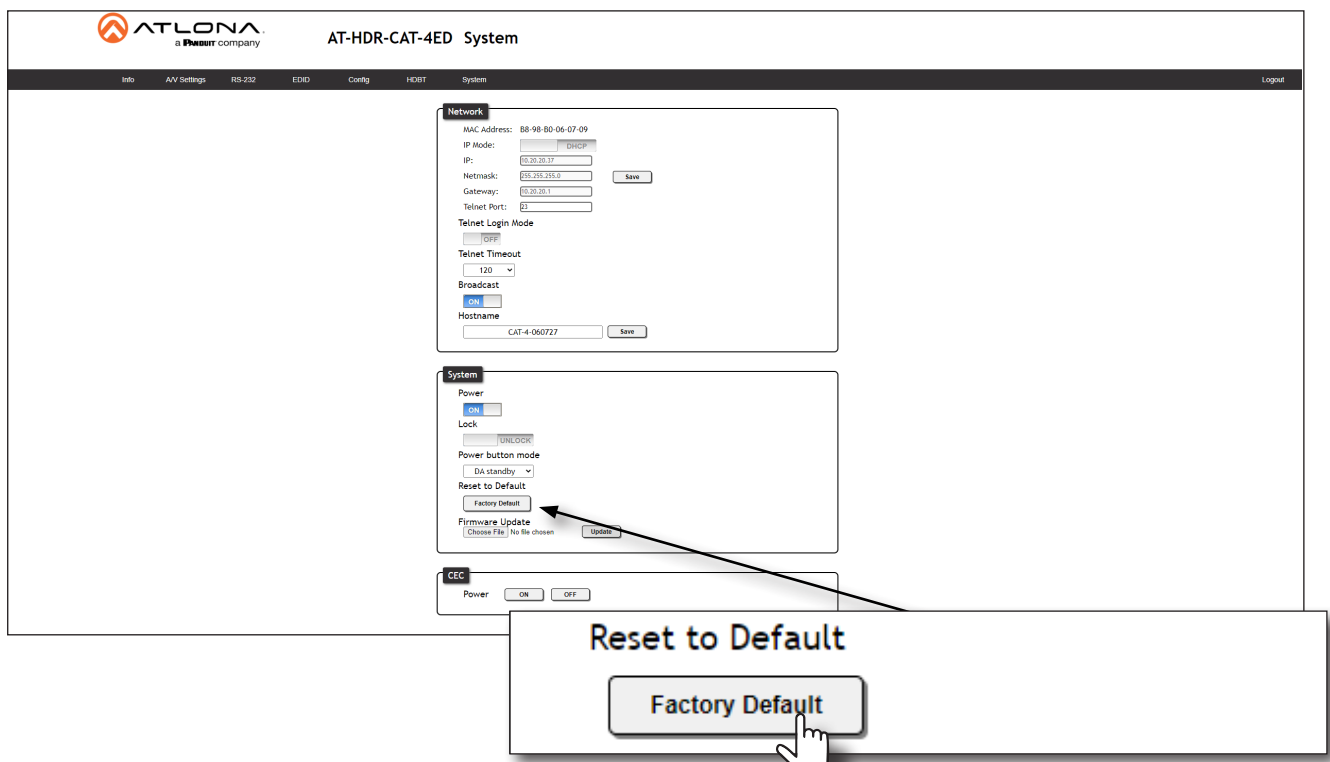 ATLONA.
a PANDUIT company
AT-HDR-CAT-4ED System
Info A/V Settings RS-232 EDID Config HDBT System Logout
Network
MAC Address: B8-98-B0-06-07-09
IP Mode: DHCP
IP: 10.20.20.37
Netmask: 255.255.255.0 Save
Gateway: 10.20.20.1
Telnet Port: 23
Telnet Login Mode
OFF
Telnet Timeout
120
Broadcast
ON
Hostname
CAT-4-060727 Save
System
Power
ON
Lock
UNLOCK
Power button mode
DA standby
Reset to Default
Factory Default
Firmware Update
Choose File No file chosen Update
CEC
Power ON OFF
Reset to Default
Factory Default